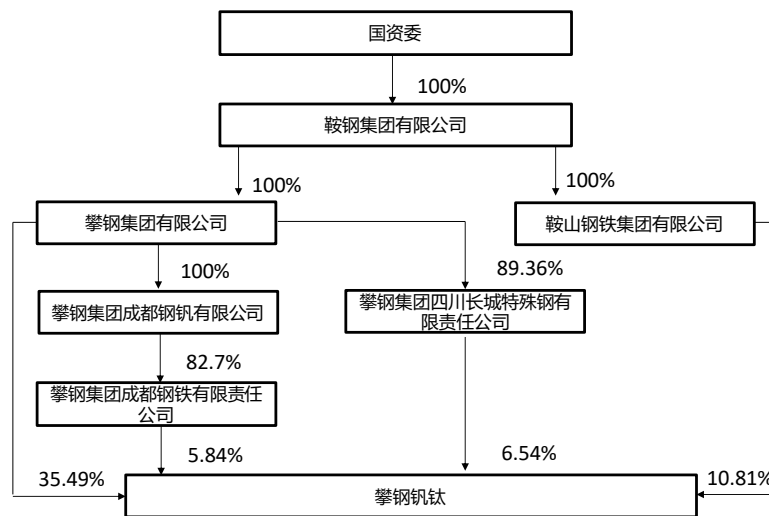 国资委
100%
鞍钢集团有限公司
100%
100%
攀钢集团有限公司
鞍山钢铁集团有限公司
100%
89.36%
攀钢集团成都钢钒有限公司
攀钢集团四川长城特殊钢有
限责任公司
82.7%
攀钢集团成都钢铁有限责任
公司
5.84%
6.54%
35.49%
10.81%
攀钢钒钛